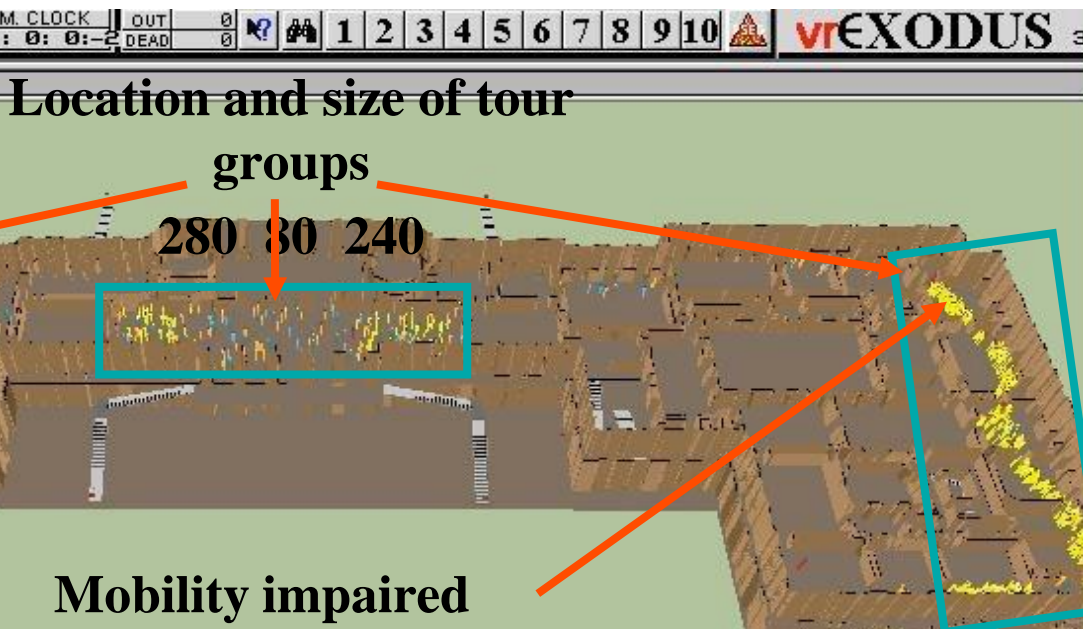 M. CLOCK OUT 0
: 0: 0:-2 DEAD 0
1 2 3 4 5 6 7 8 9 10
vrEXODUS
Location and size of tour
groups
280 80 240
Mobility impaired